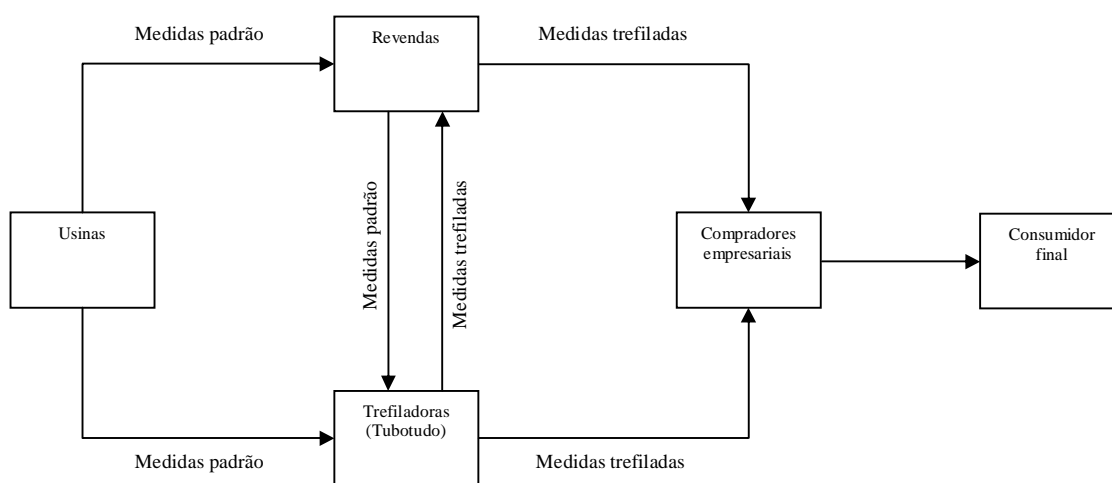 Medidas padrão
Revendas
Medidas trefiladas
Medidas padrão
Medidas trefiladas
Usinas
Compradores
empresariais
Consumidor
final
Trefiladoras
(Tubotudo)
Medidas padrão
Medidas trefiladas